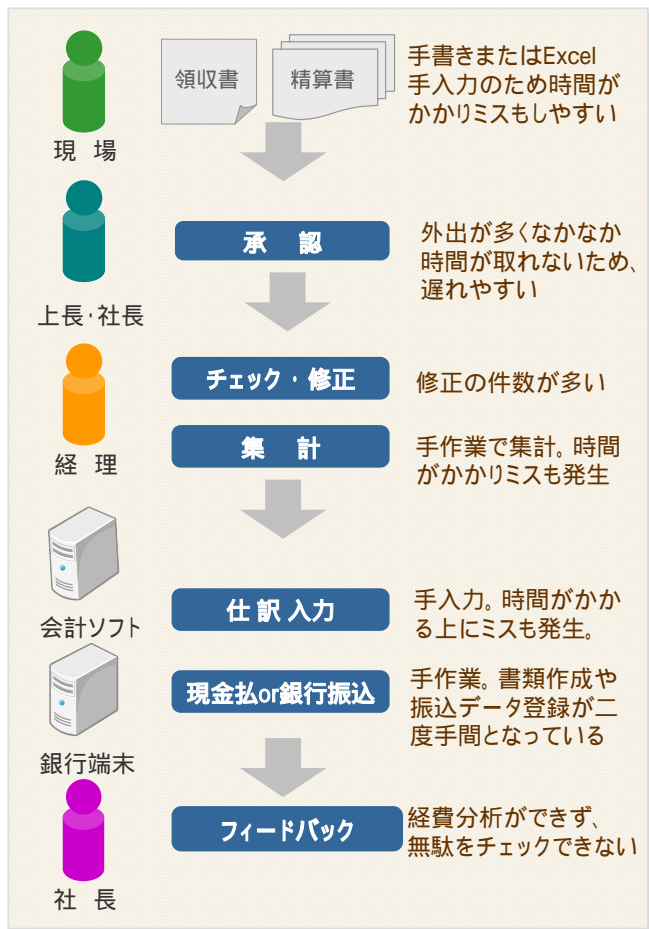 領収書
精算書
手書きまたはExcel
手入力のため時間が
かかりミスもしやすい
現 場
承 認
外出が多くなかなか
時間が取れないため、
遅れやすい
上長・社長
チェック・修正
修正の件数が多い
集 計
手作業で集計。時間
がかかりミスも発生
経 理
仕訳入力
手入力。時間がかか
る上にミスも発生。
会計ソフト
現金払or銀行振込
手作業。書類作成や
振込データ登録が二
度手間となっている
銀行端末
フィードバック
経費分析ができず、
無駄をチェックできない
社 長